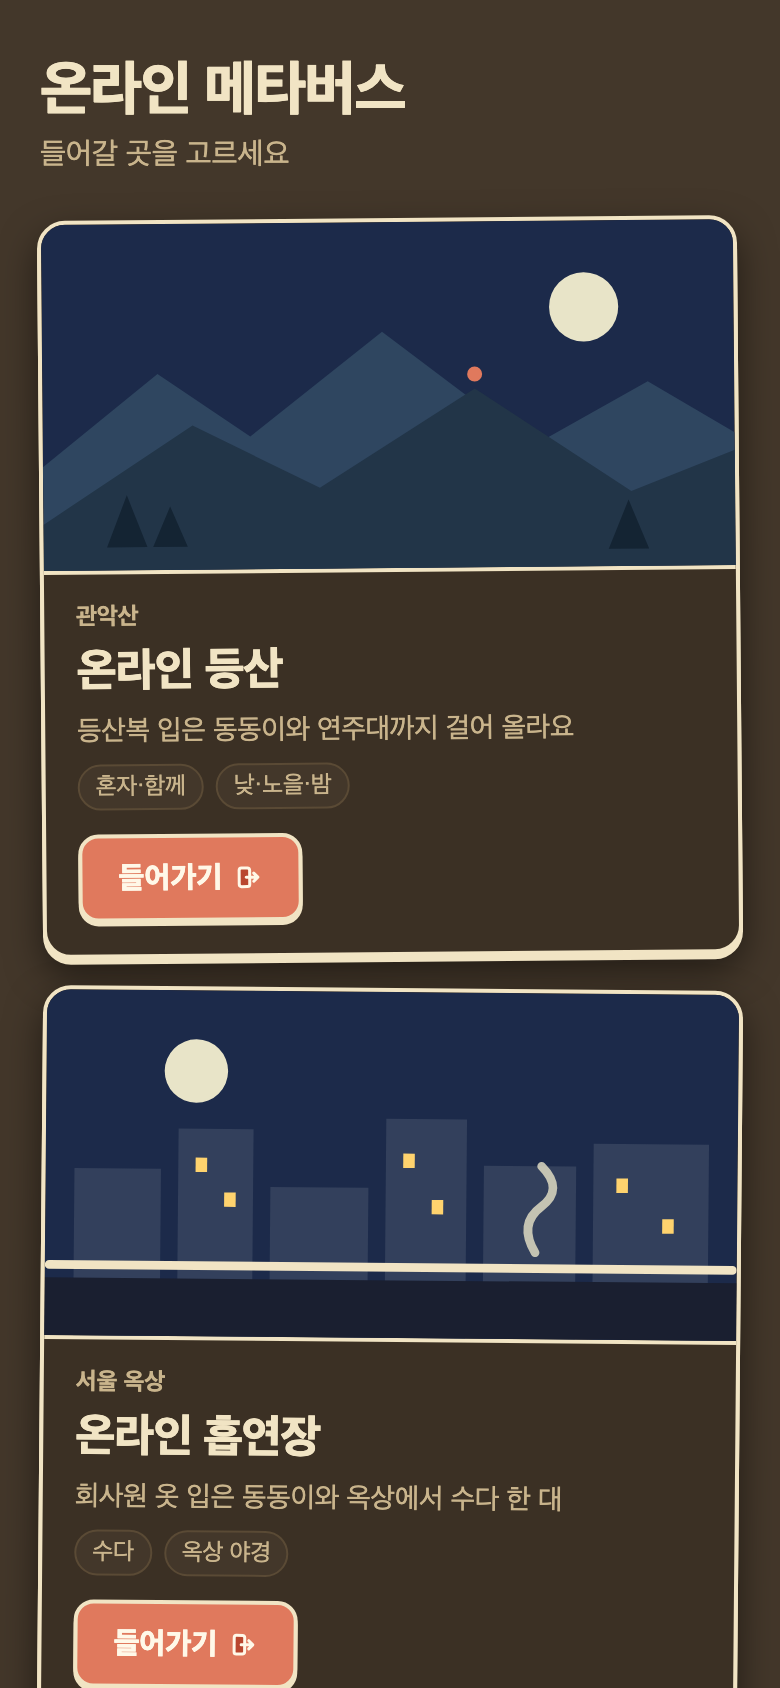 온라인 메타버스
들어갈 곳을 고르세요
관악산
온라인 등산
등산복 입은 동동이와 연주대까지 걸어 올라요
혼자·함께 낮·노을·밤
들어가기
서울 옥상
온라인 흡연장
회사원 옷 입은 동동이와 옥상에서 수다 한 대
수다 옥상 야경
들어가기